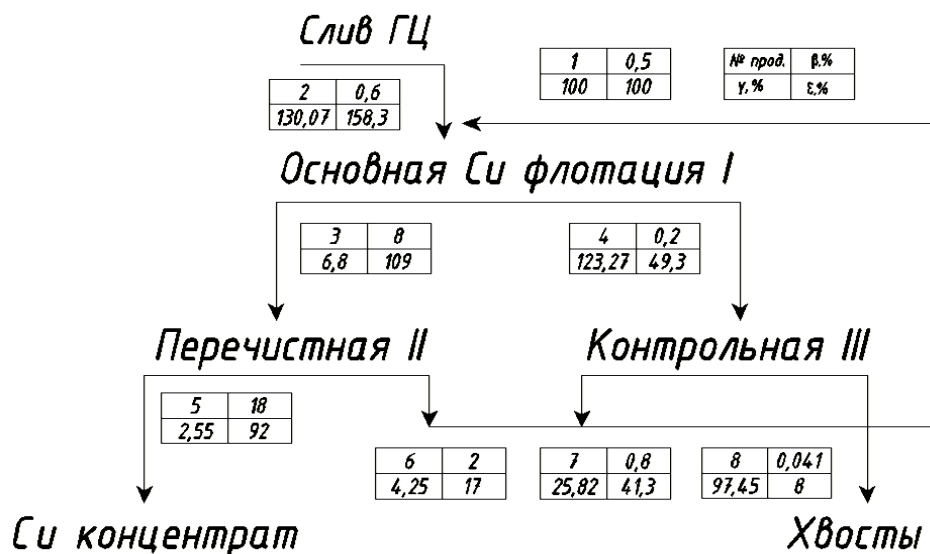 Слив ГЦ
1 0,5
100 100
№ прод. β,%
γ,% ε,%
2 0,6
130,07 158,3
Основная Си флотация I
3 8
6,8 109
4 0,2
123,27 49,3
Перечистная II
Контрольная III
5 18
2,55 92
6 2
4,25 17
7 0,8
25,82 41,3
8 0,041
97,45 8
Си концентрат
Хвосты